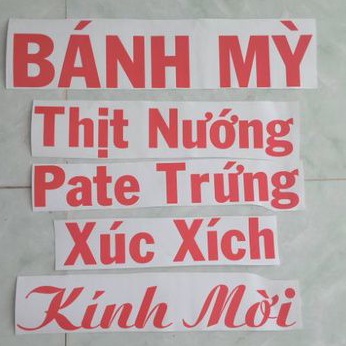 BÁNH MỲ
Thịt Nướng
Pate Trứng
Xúc Xích
Kính Mời